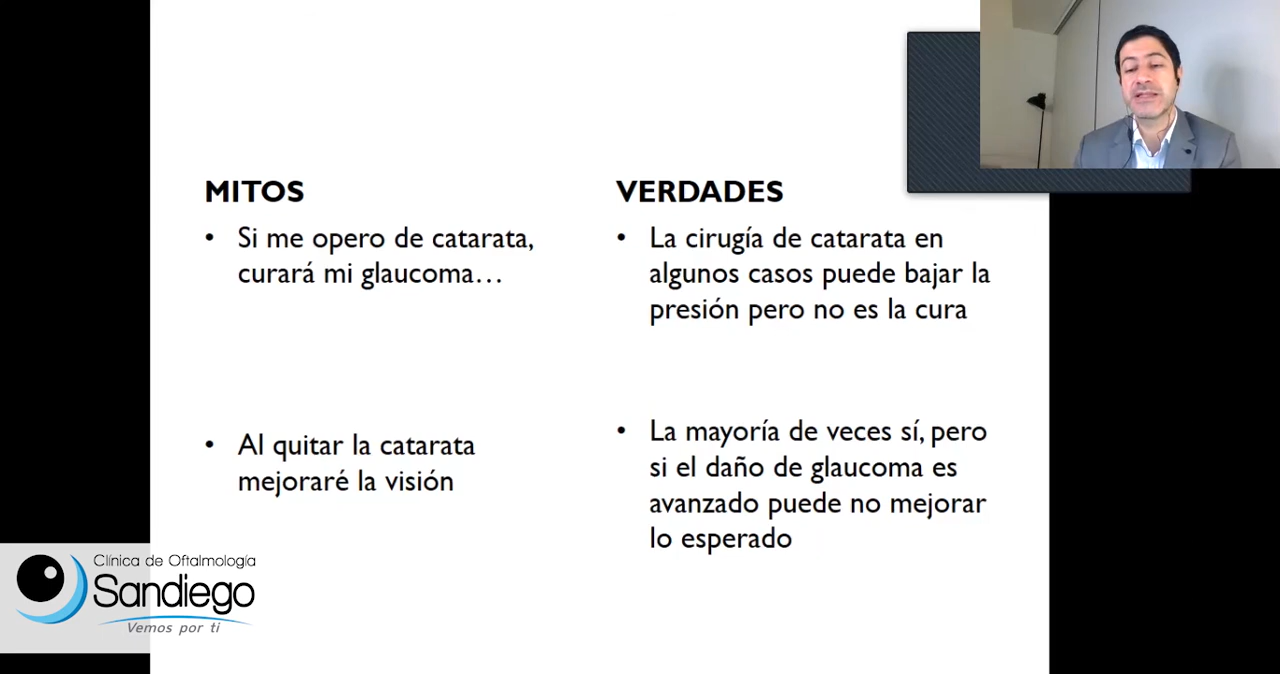 MITOS
• Si me opero de catarata,
curará mi glaucoma…
• Al quitar la catarata
mejoraré la visión
VERDADES
• La cirugía de catarata en
algunos casos puede bajar la
presión pero no es la cura
• La mayoría de veces sí, pero
si el daño de glaucoma es
avanzado puede no mejorar
lo esperado
Clínica de Oftalmología
Sandiego
Vemos por ti